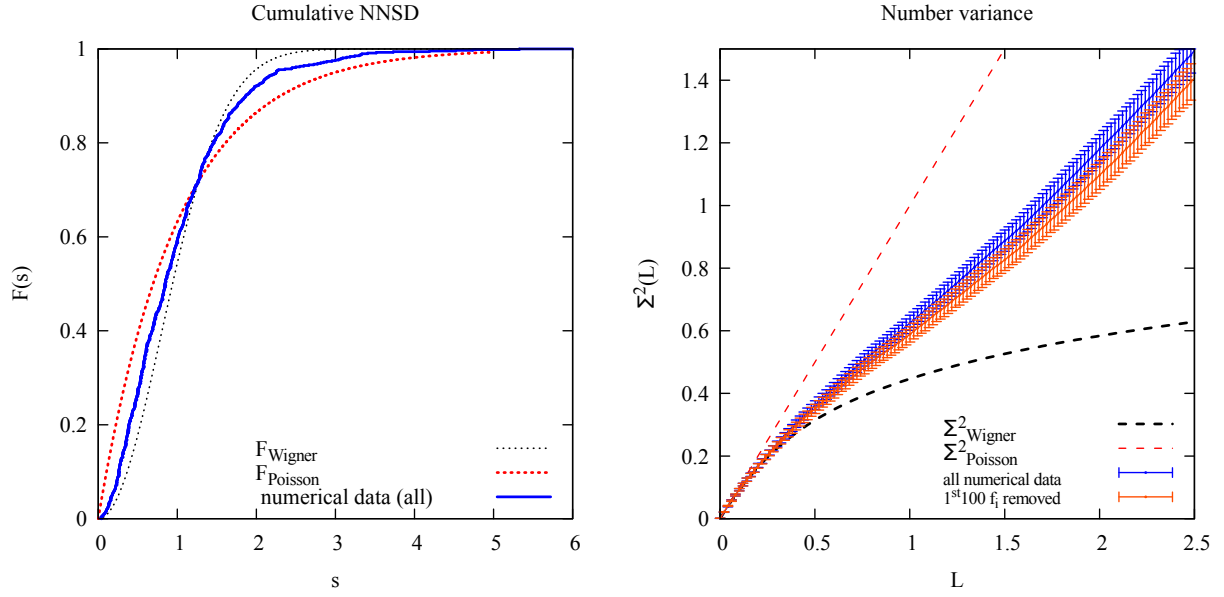 Cumulative NNSD
1
0.8
0.6
0.4
0.2
0
F(s)
F_Wigner
F_Poisson
numerical data (all)
0 1 2 3 4 5 6
s
Number variance
1.4
1.2
1
0.8
0.6
0.4
0.2
0
Σ²(L)
Σ²_Wigner
Σ²_Poisson
all numerical data
1ˢᵗ100 f_i removed
0 0.5 1 1.5 2 2.5
L